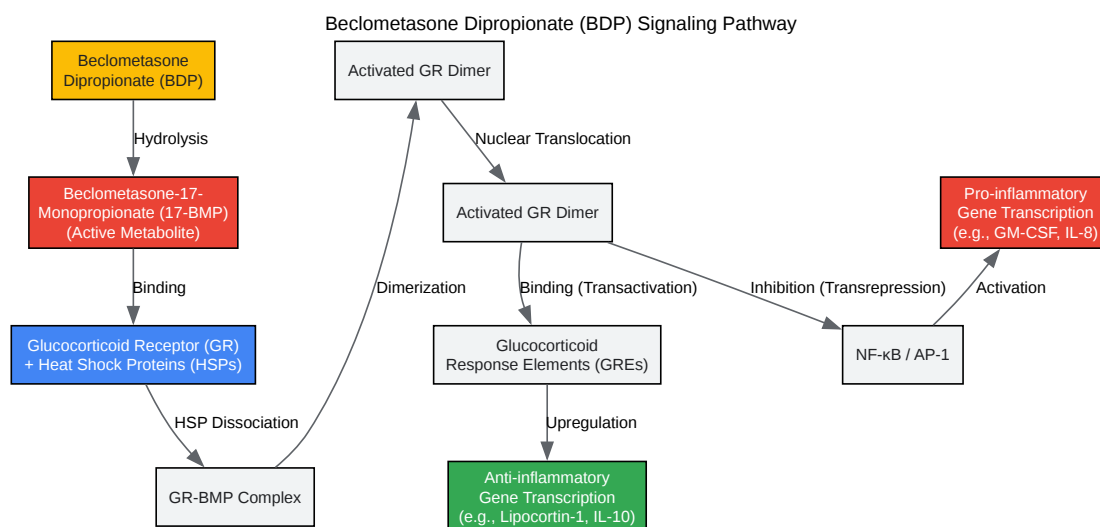 Beclometasone Dipropionate (BDP) Signaling Pathway
Beclometasone
Dipropionate (BDP)
Hydrolysis
Beclometasone-17-
Monopropionate (17-BMP)
(Active Metabolite)
Binding
Glucocorticoid Receptor (GR)
+ Heat Shock Proteins (HSPs)
HSP Dissociation
GR-BMP Complex
Dimerization
Activated GR Dimer
Nuclear Translocation
Activated GR Dimer
Binding (Transactivation)
Glucocorticoid
Response Elements (GREs)
Upregulation
Anti-inflammatory
Gene Transcription
(e.g., Lipocortin-1, IL-10)
Inhibition (Transrepression)
NF-κB / AP-1
Activation
Pro-inflammatory
Gene Transcription
(e.g., GM-CSF, IL-8)